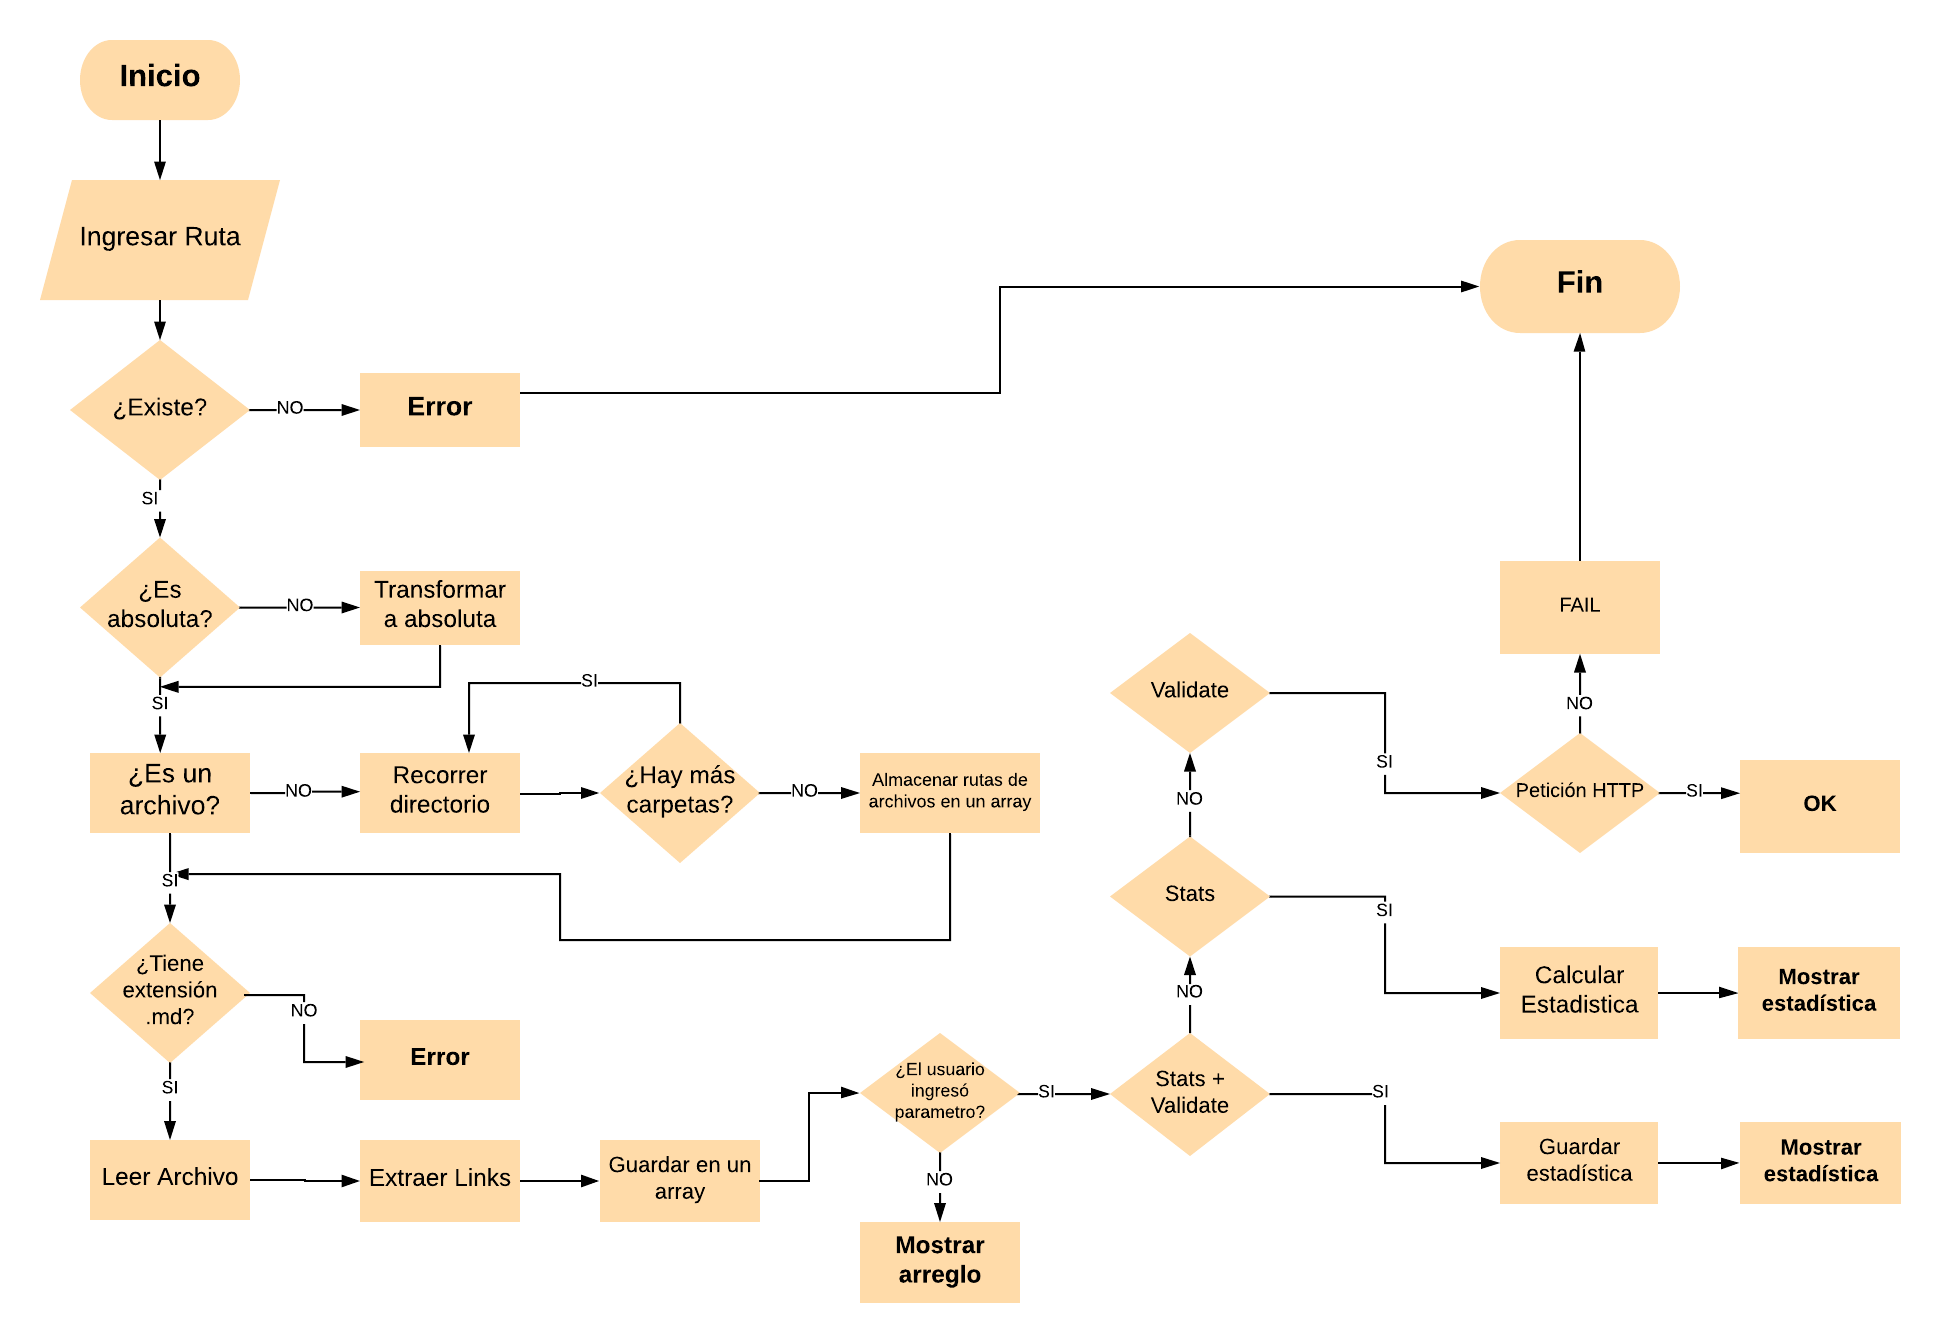 Inicio
Ingresar Ruta
Fin
¿Existe?
NO
Error
SI
¿Es
absoluta?
NO
Transformar
a absoluta
FAIL
SI
SI
Validate
NO
¿Es un
archivo?
NO
Recorrer
directorio
¿Hay más
carpetas?
NO
Almacenar rutas de
archivos en un array
SI
NO
Petición HTTP
SI
OK
SI
Stats
SI
¿Tiene
extensión
.md?
NO
Error
NO
Calcular
Estadistica
Mostrar
estadística
SI
Leer Archivo
Extraer Links
Guardar en un
array
¿El usuario
ingresó
parametro?
SI
Stats +
Validate
SI
NO
Mostrar
arreglo
Guardar
estadística
Mostrar
estadística